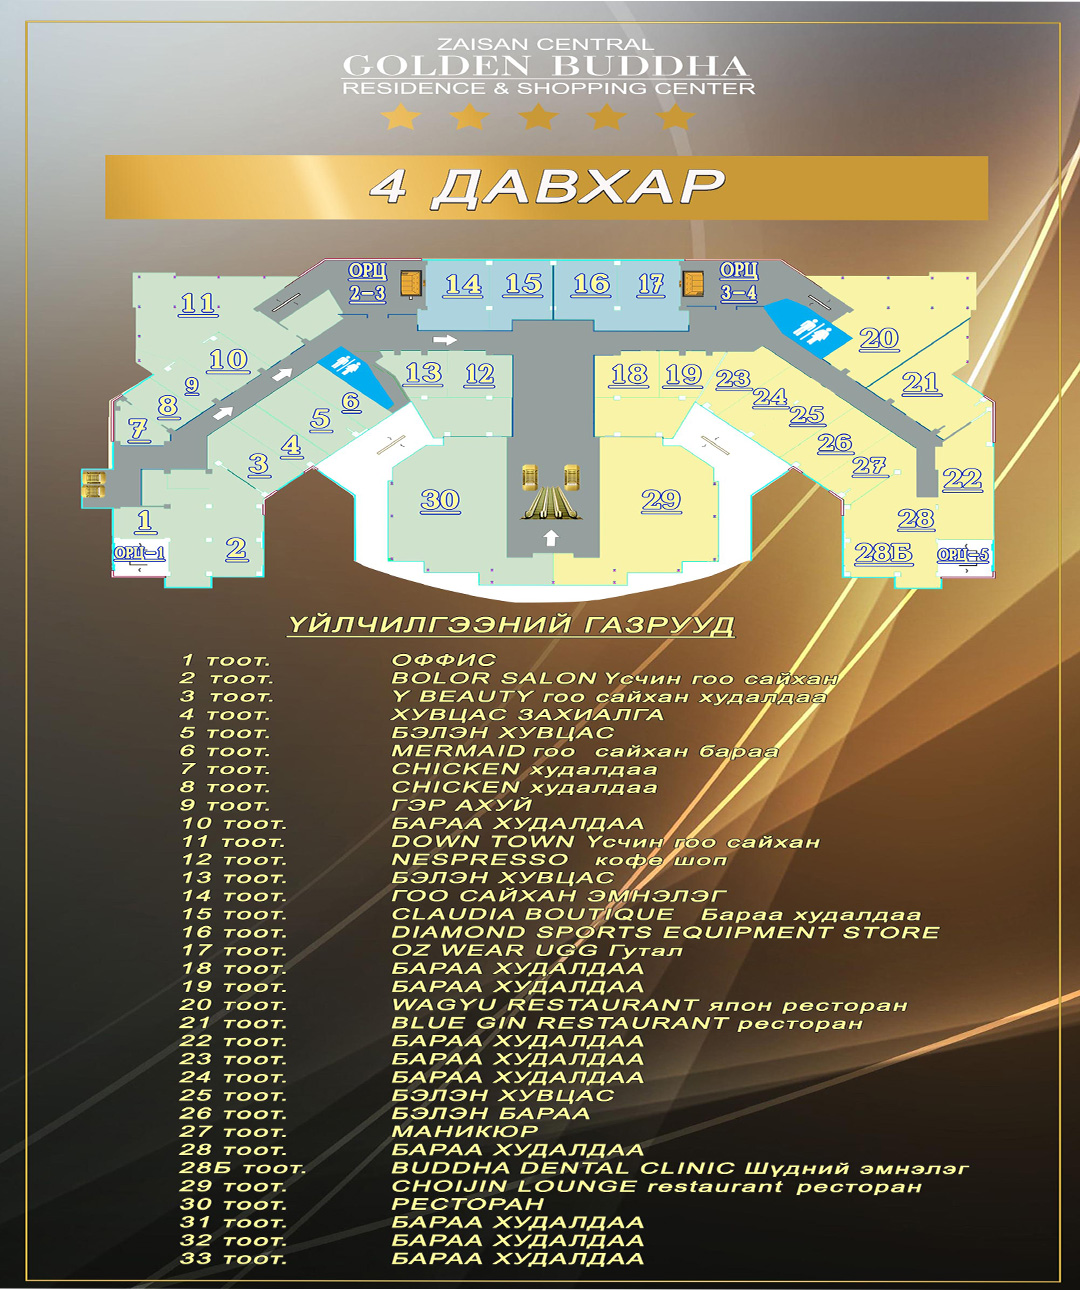 ZAISAN CENTRAL
GOLDEN BUDDHA
RESIDENCE & SHOPPING CENTER
4 ДАВХАР
ОРЦ 2-3
14
15
16
17
ОРЦ 3-4
11
10
9
8
7
13
12
6
5
4
3
18
19
23
24
25
26
27
20
21
22
30
29
1
2
ОРЦ-1
28
28Б
ОРЦ-5
ҮЙЛЧИЛГЭЭНИЙ ГАЗРУУД
1 тоот. ОФФИС
2 тоот. BOLOR SALON Үсчин гоо сайхан
3 тоот. Y BEAUTY гоо сайхан худалдаа
4 тоот. ХУВЦАС ЗАХИАЛГА
5 тоот. БЭЛЭН ХУВЦАС
6 тоот. MERMAID гоо сайхан бараа
7 тоот. CHICKEN худалдаа
8 тоот. CHICKEN худалдаа
9 тоот. ГЭР АХУЙ
10 тоот. БАРАА ХУДАЛДАА
11 тоот. DOWN TOWN Үсчин гоо сайхан
12 тоот. NESPRESSO кофе шоп
13 тоот. БЭЛЭН ХУВЦАС
14 тоот. ГОО САЙХАН ЭМНЭЛЭГ
15 тоот. CLAUDIA BOUTIQUE Бараа худалдаа
16 тоот. DIAMOND SPORTS EQUIPMENT STORE
17 тоот. OZ WEAR UGG Гутал
18 тоот. БАРАА ХУДАЛДАА
19 тоот. БАРАА ХУДАЛДАА
20 тоот. WAGYU RESTAURANT япон ресторан
21 тоот. BLUE GIN RESTAURANT ресторан
22 тоот. БАРАА ХУДАЛДАА
23 тоот. БАРАА ХУДАЛДАА
24 тоот. БАРАА ХУДАЛДАА
25 тоот. БЭЛЭН ХУВЦАС
26 тоот. БЭЛЭН БАРАА
27 тоот. МАНИКЮР
28 тоот. БАРАА ХУДАЛДАА
28Б тоот. BUDDHA DENTAL CLINIC Шүдний эмнэлэг
29 тоот. CHOIJIN LOUNGE restaurant ресторан
30 тоот. РЕСТОРАН
31 тоот. БАРАА ХУДАЛДАА
32 тоот. БАРАА ХУДАЛДАА
33 тоот. БАРАА ХУДАЛДАА